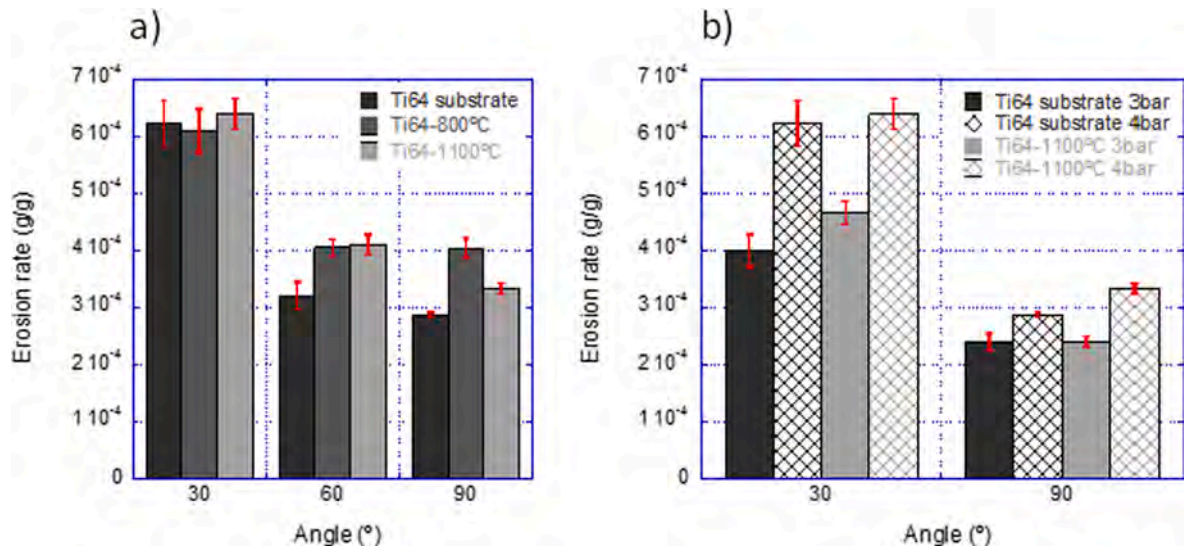 a)
7 10⁻⁴
6 10⁻⁴
5 10⁻⁴
4 10⁻⁴
3 10⁻⁴
2 10⁻⁴
1 10⁻⁴
0
Erosion rate (g/g)
Ti64 substrate
Ti64-800ºC
Ti64-1100ºC
30 60 90
Angle (º)
b)
7 10⁻⁴
6 10⁻⁴
5 10⁻⁴
4 10⁻⁴
3 10⁻⁴
2 10⁻⁴
1 10⁻⁴
0
Erosion rate (g/g)
Ti64 substrate 3bar
Ti64 substrate 4bar
Ti64-1100ºC 3bar
Ti64-1100ºC 4bar
30 90
Angle (º)